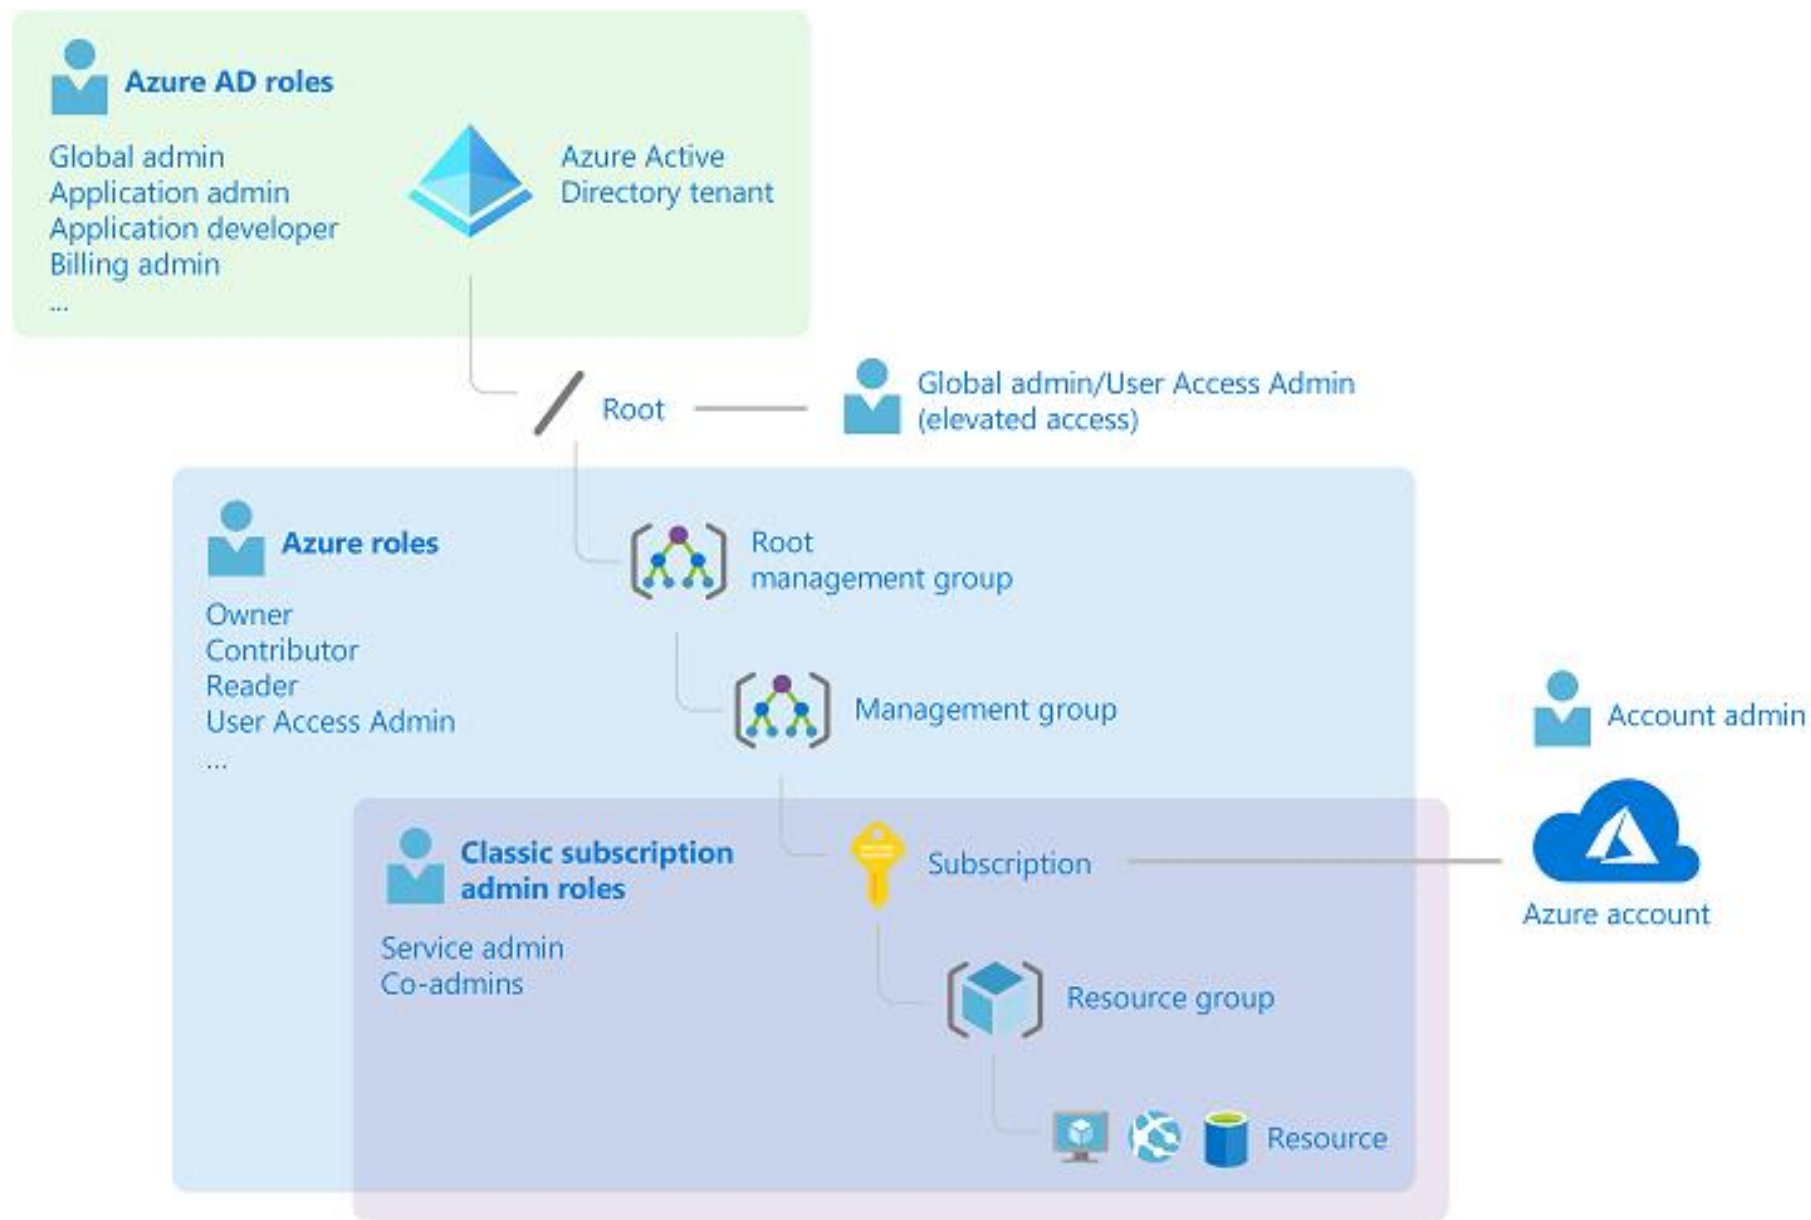 Azure AD roles
Global admin
Application admin
Application developer
Billing admin
...
Azure Active
Directory tenant
Root
Global admin/User Access Admin
(elevated access)
Azure roles
Owner
Contributor
Reader
User Access Admin
...
Root
management group
Management group
Account admin
Classic subscription
admin roles
Service admin
Co-admins
Subscription
Azure account
Resource group
Resource